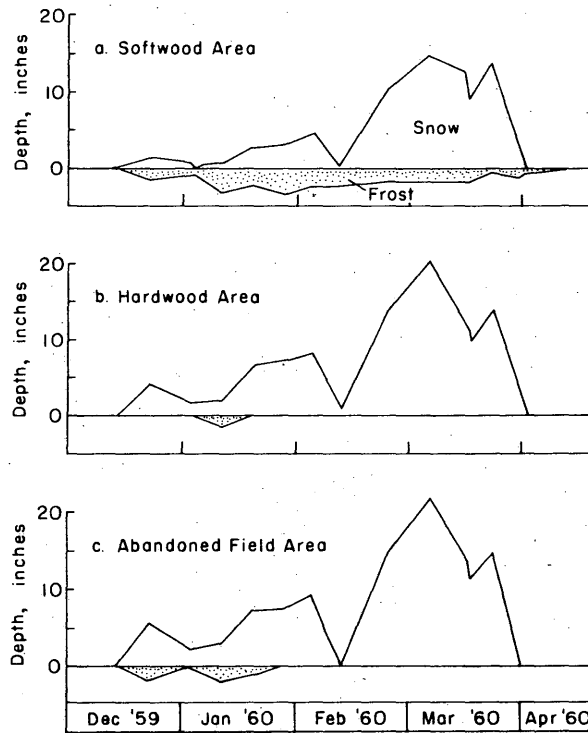 20
a. Softwood Area
10
Snow
0
Frost
Depth, inches
20
b. Hardwood Area
10
0
Depth, inches
20
c. Abandoned Field Area
10
0
Depth, inches
Dec '59 Jan '60 Feb '60 Mar '60 Apr '60